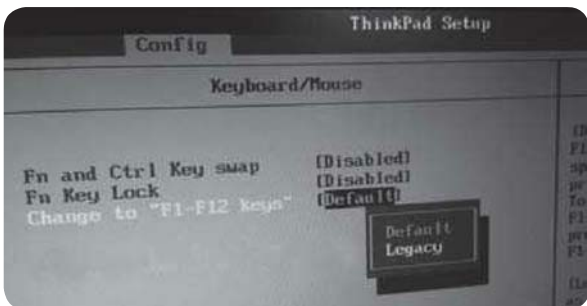 ThinkPad Setup
Config
Keyboard/Mouse
Fn and Ctrl Key swap [Disabled]
Fn Key Lock [Disabled]
Change to "F1-F12 keys" [Default]
Default
Legacy